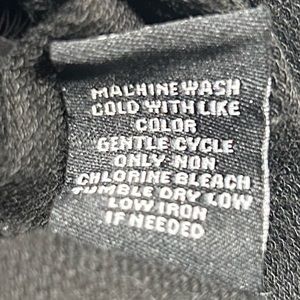 MACHINE WASH
COLD WITH LIKE
COLOR
GENTLE CYCLE
ONLY NON
CHLORINE BLEACH
TUMBLE DRY LOW
LOW IRON
IF NEEDED